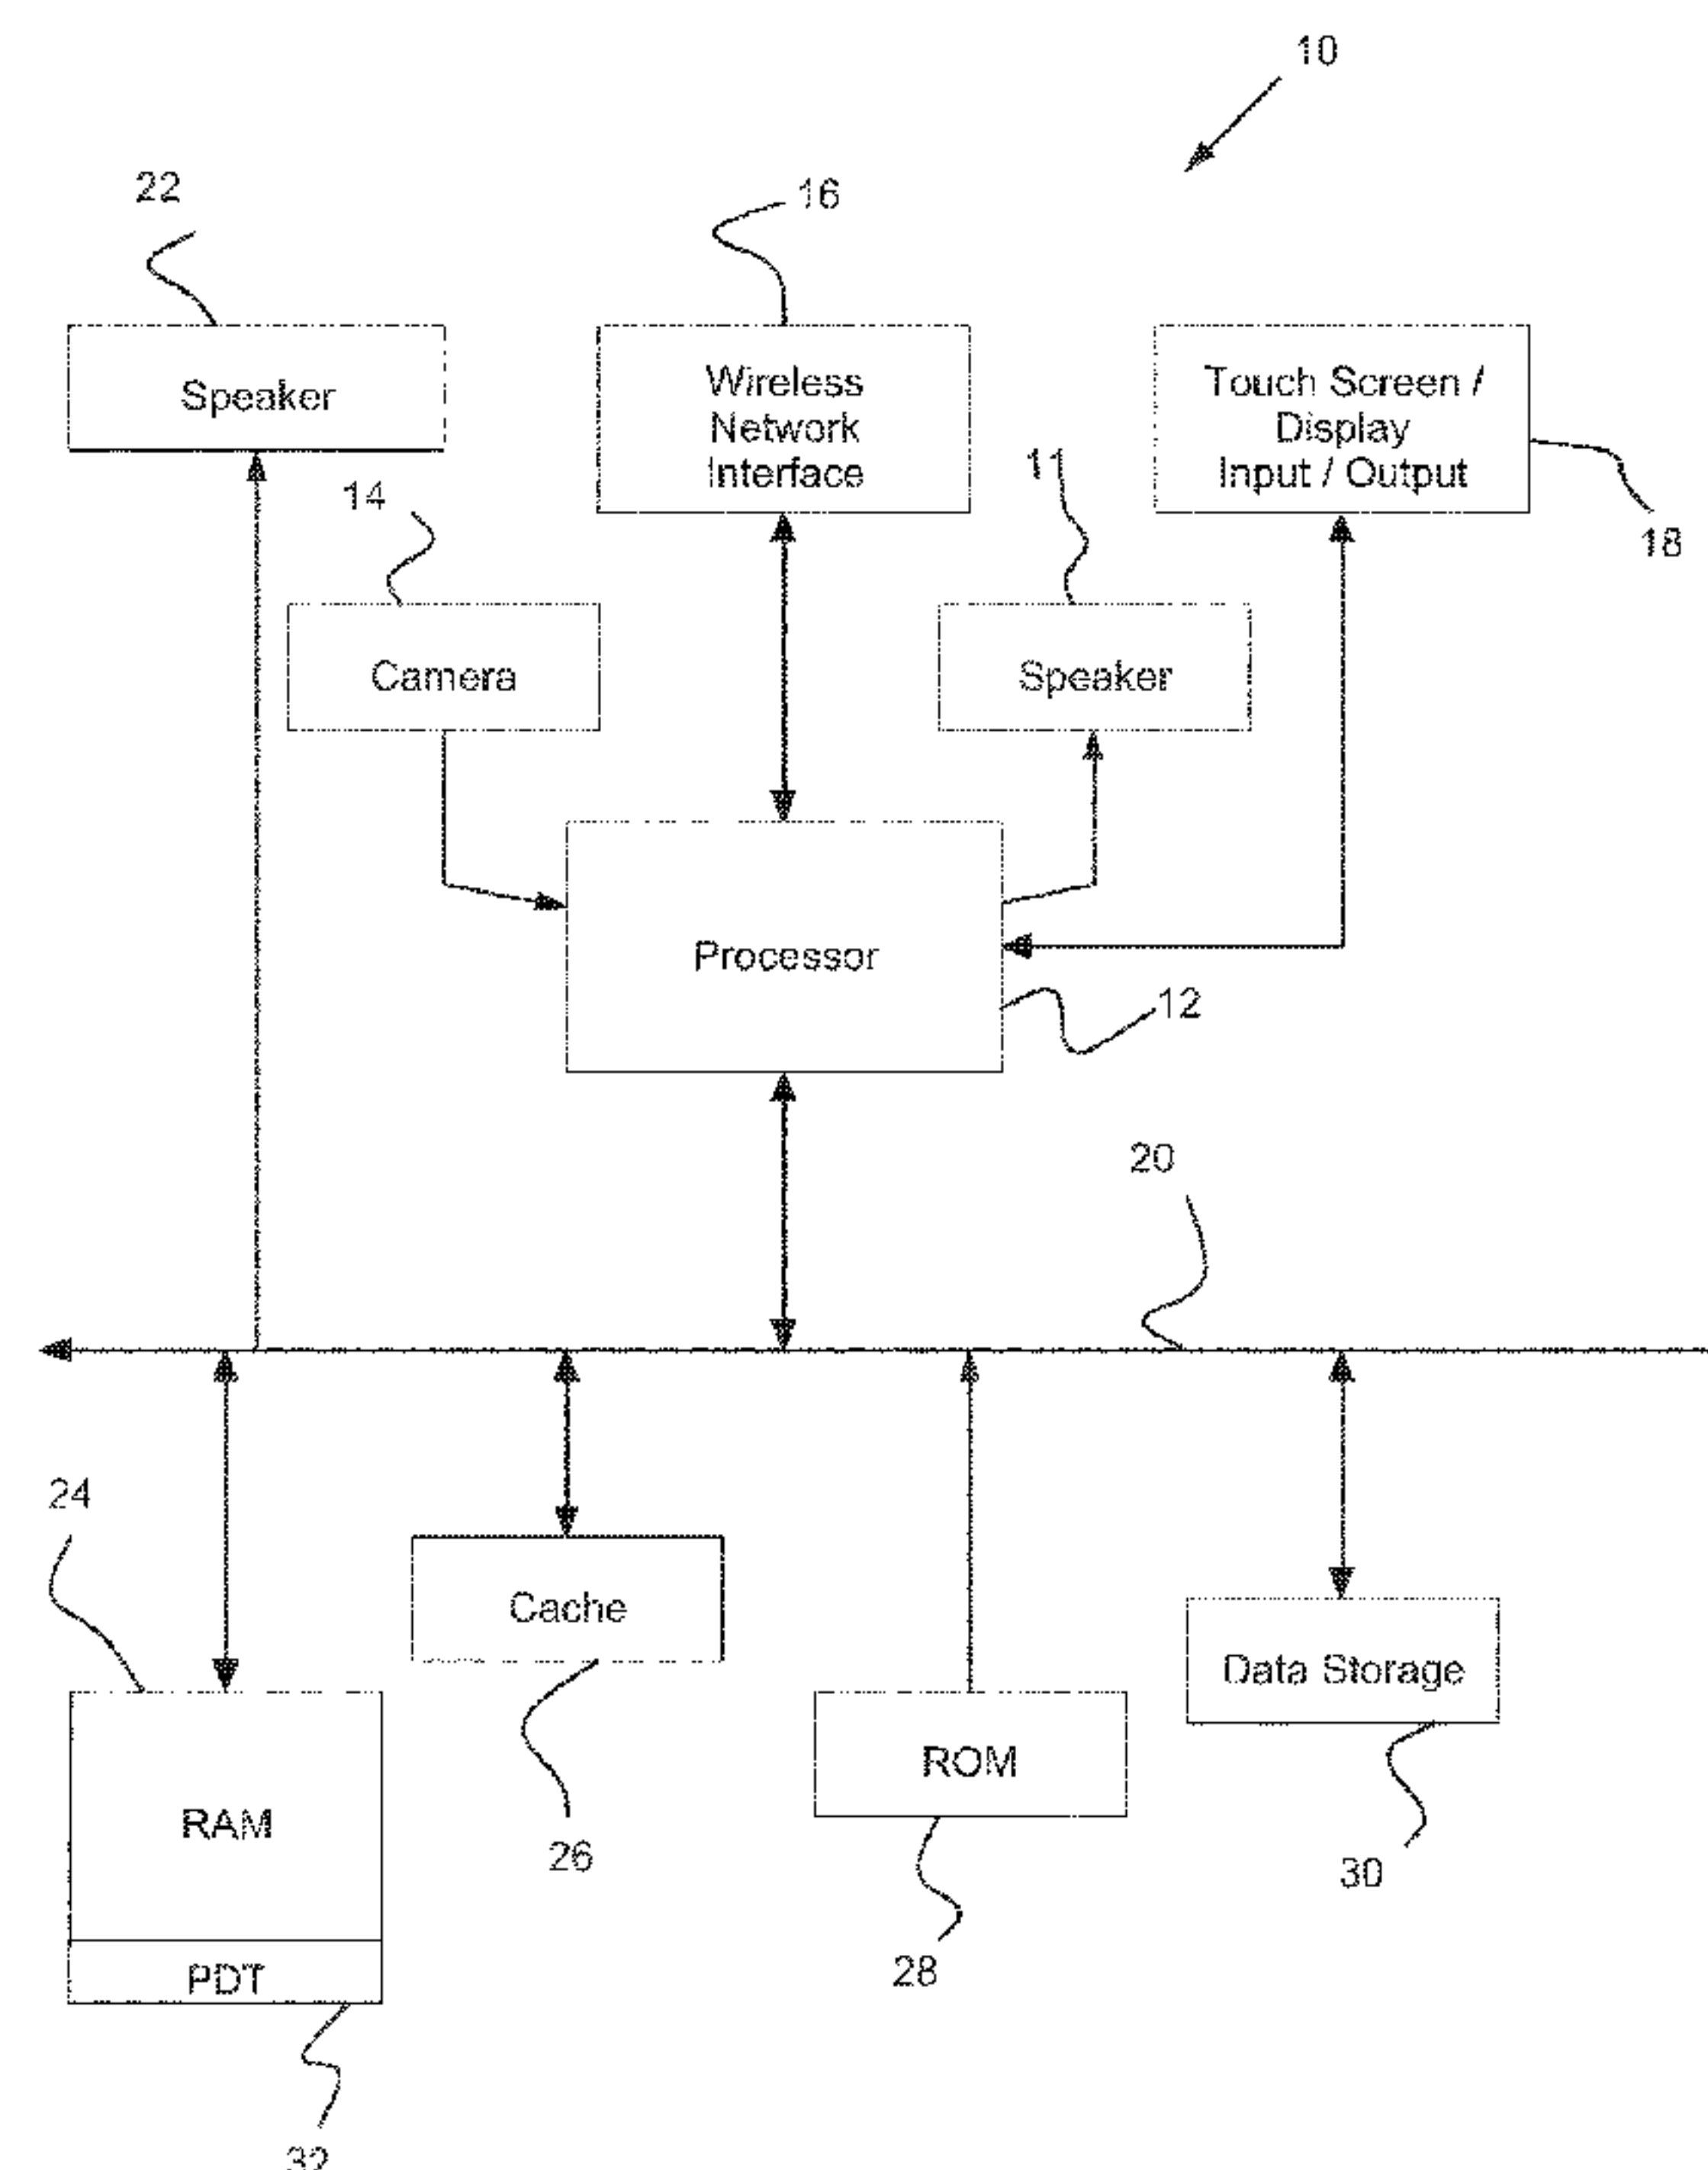 10
22
16
Speaker
Wireless
Network
Interface
Touch Screen /
Display
Input / Output
14
11
18
Camera
Speaker
Processor
12
20
24
Cache
Data Storage
RAM
ROM
26
30
PDT
28
32